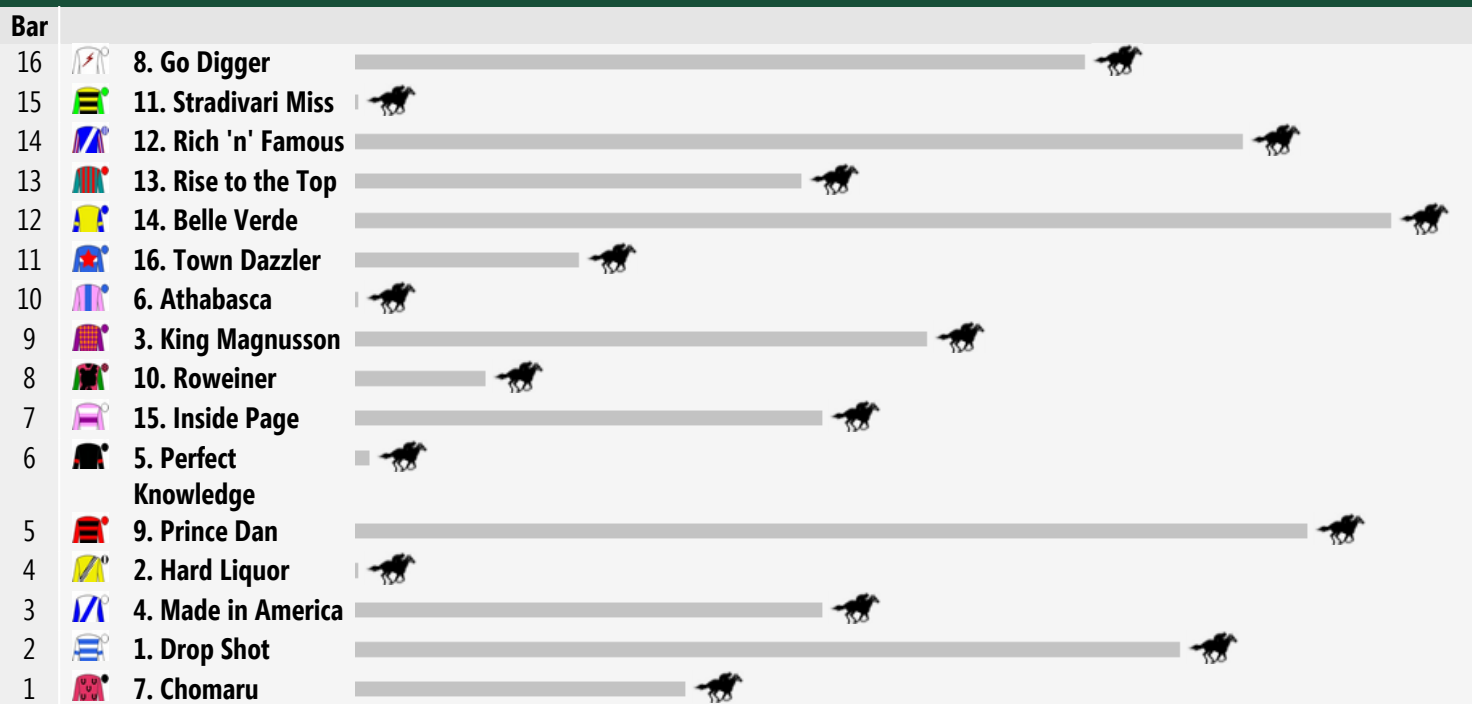 Bar
16 8. Go Digger
15 11. Stradivari Miss
14 12. Rich 'n' Famous
13 13. Rise to the Top
12 14. Belle Verde
11 16. Town Dazzler
10 6. Athabasca
9 3. King Magnusson
8 10. Roweiner
7 15. Inside Page
6 5. Perfect
Knowledge
5 9. Prince Dan
4 2. Hard Liquor
3 4. Made in America
2 1. Drop Shot
1 7. Chomaru